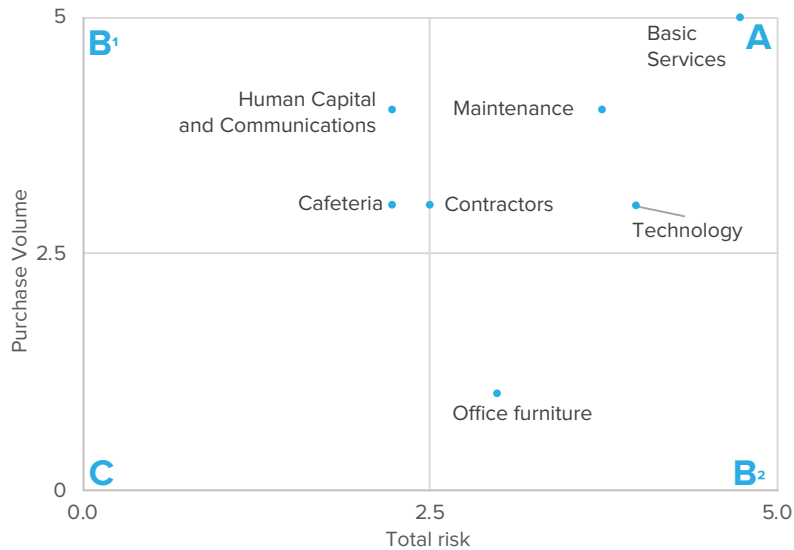 5
B¹
Basic
Services
A
Human Capital
and Communications
Maintenance
Cafeteria
Contractors
Technology
Purchase Volume
2.5
Office furniture
C
B²
0
0.0
2.5
5.0
Total risk